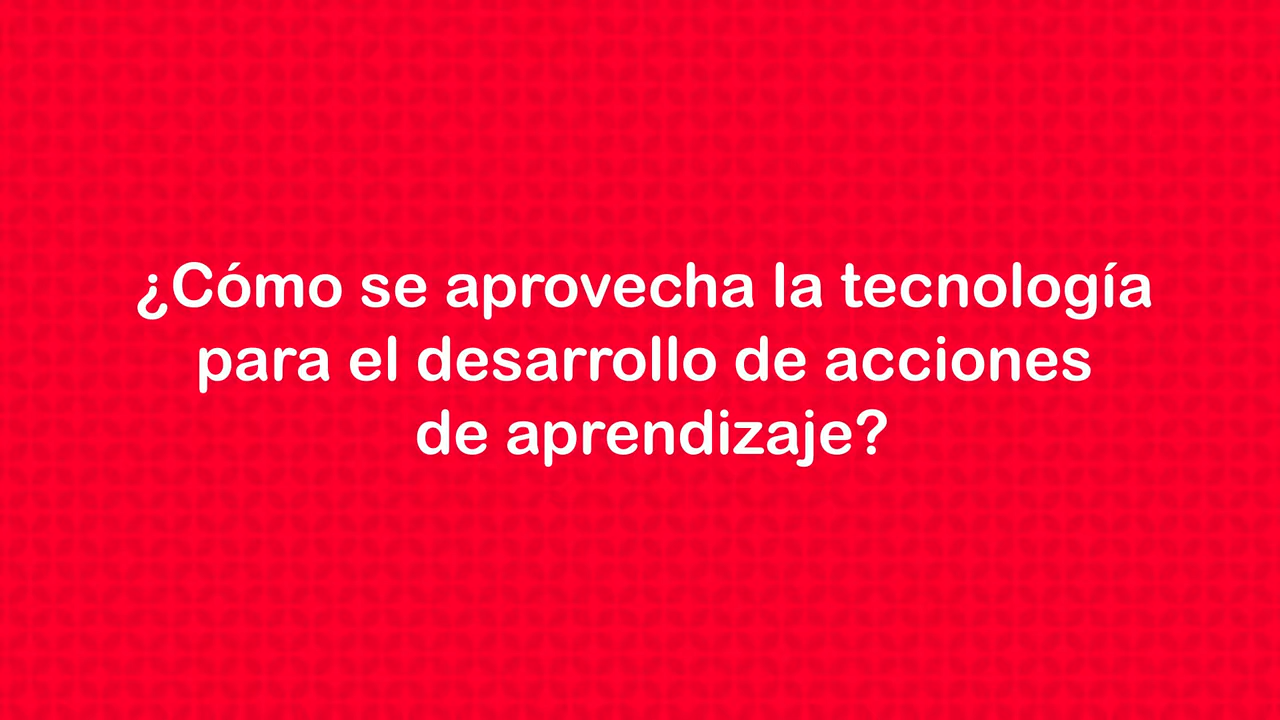 ¿Cómo se aprovecha la tecnología
para el desarrollo de acciones
de aprendizaje?